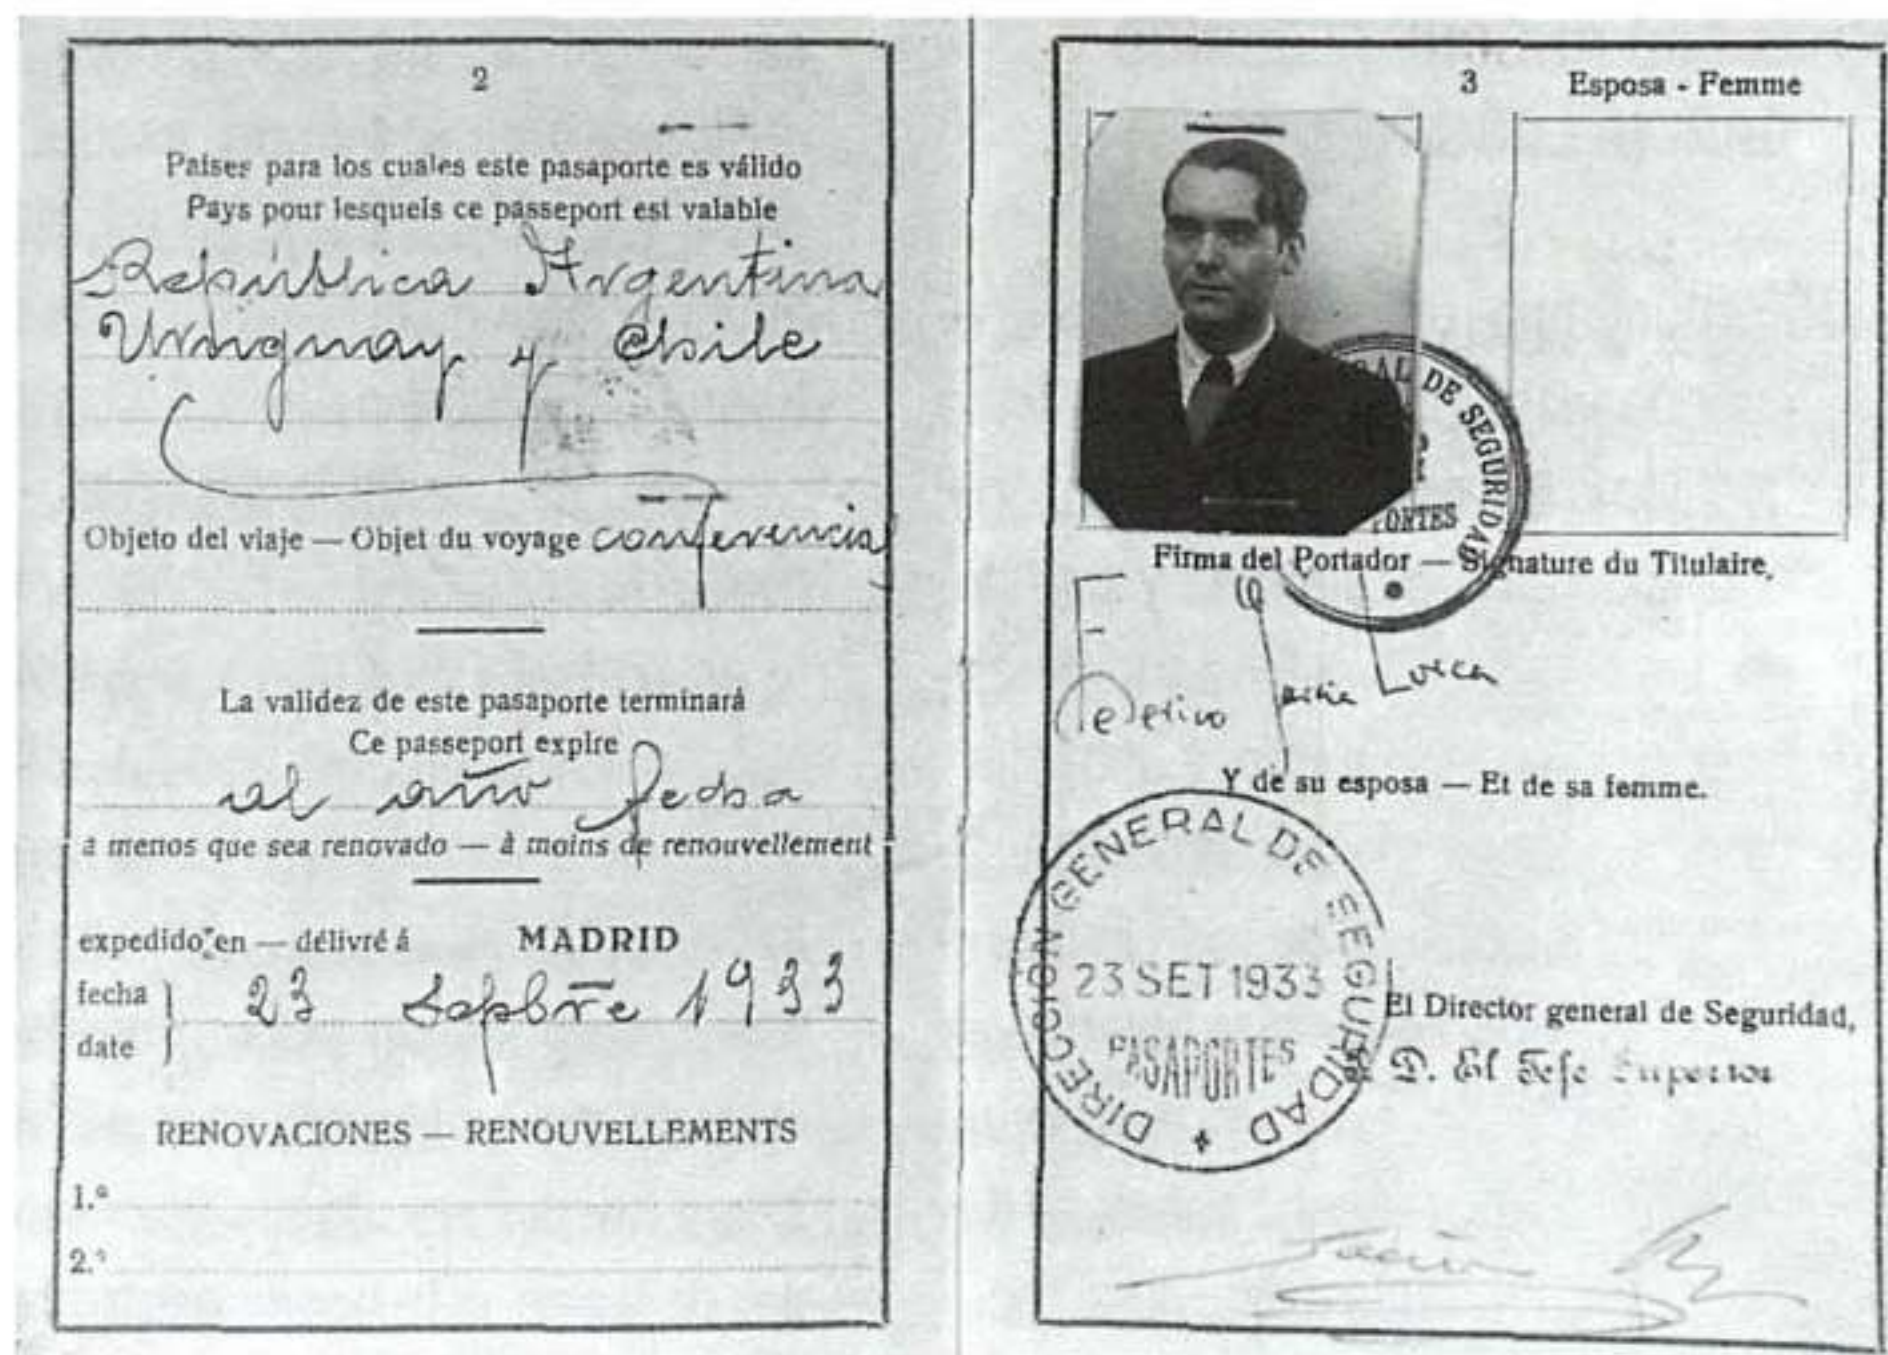 2
Países para los cuales este pasaporte es válido
Pays pour lesquels ce passeport est valable
República Argentina
Uruguay y Chile
Objeto del viaje — Objet du voyage conferencia
La validez de este pasaporte terminará
Ce passeport expire
al año fecha
a menos que sea renovado — à moins de renouvellement
expedido en — délivré á MADRID
fecha
date
23 Sepbre 1933
RENOVACIONES — RENOUVELLEMENTS
1.ª
2.ª
3 Esposa - Femme
AL DE SEGURIDAD
PORTES
Firma del Portador — Signature du Titulaire,
Federico García Lorca
Y de su esposa — Et de sa femme.
DIRECCIÓN GENERAL DE SEGURIDAD
23 SET 1933
PASAPORTES
El Director general de Seguridad,
D. El Jefe Superior